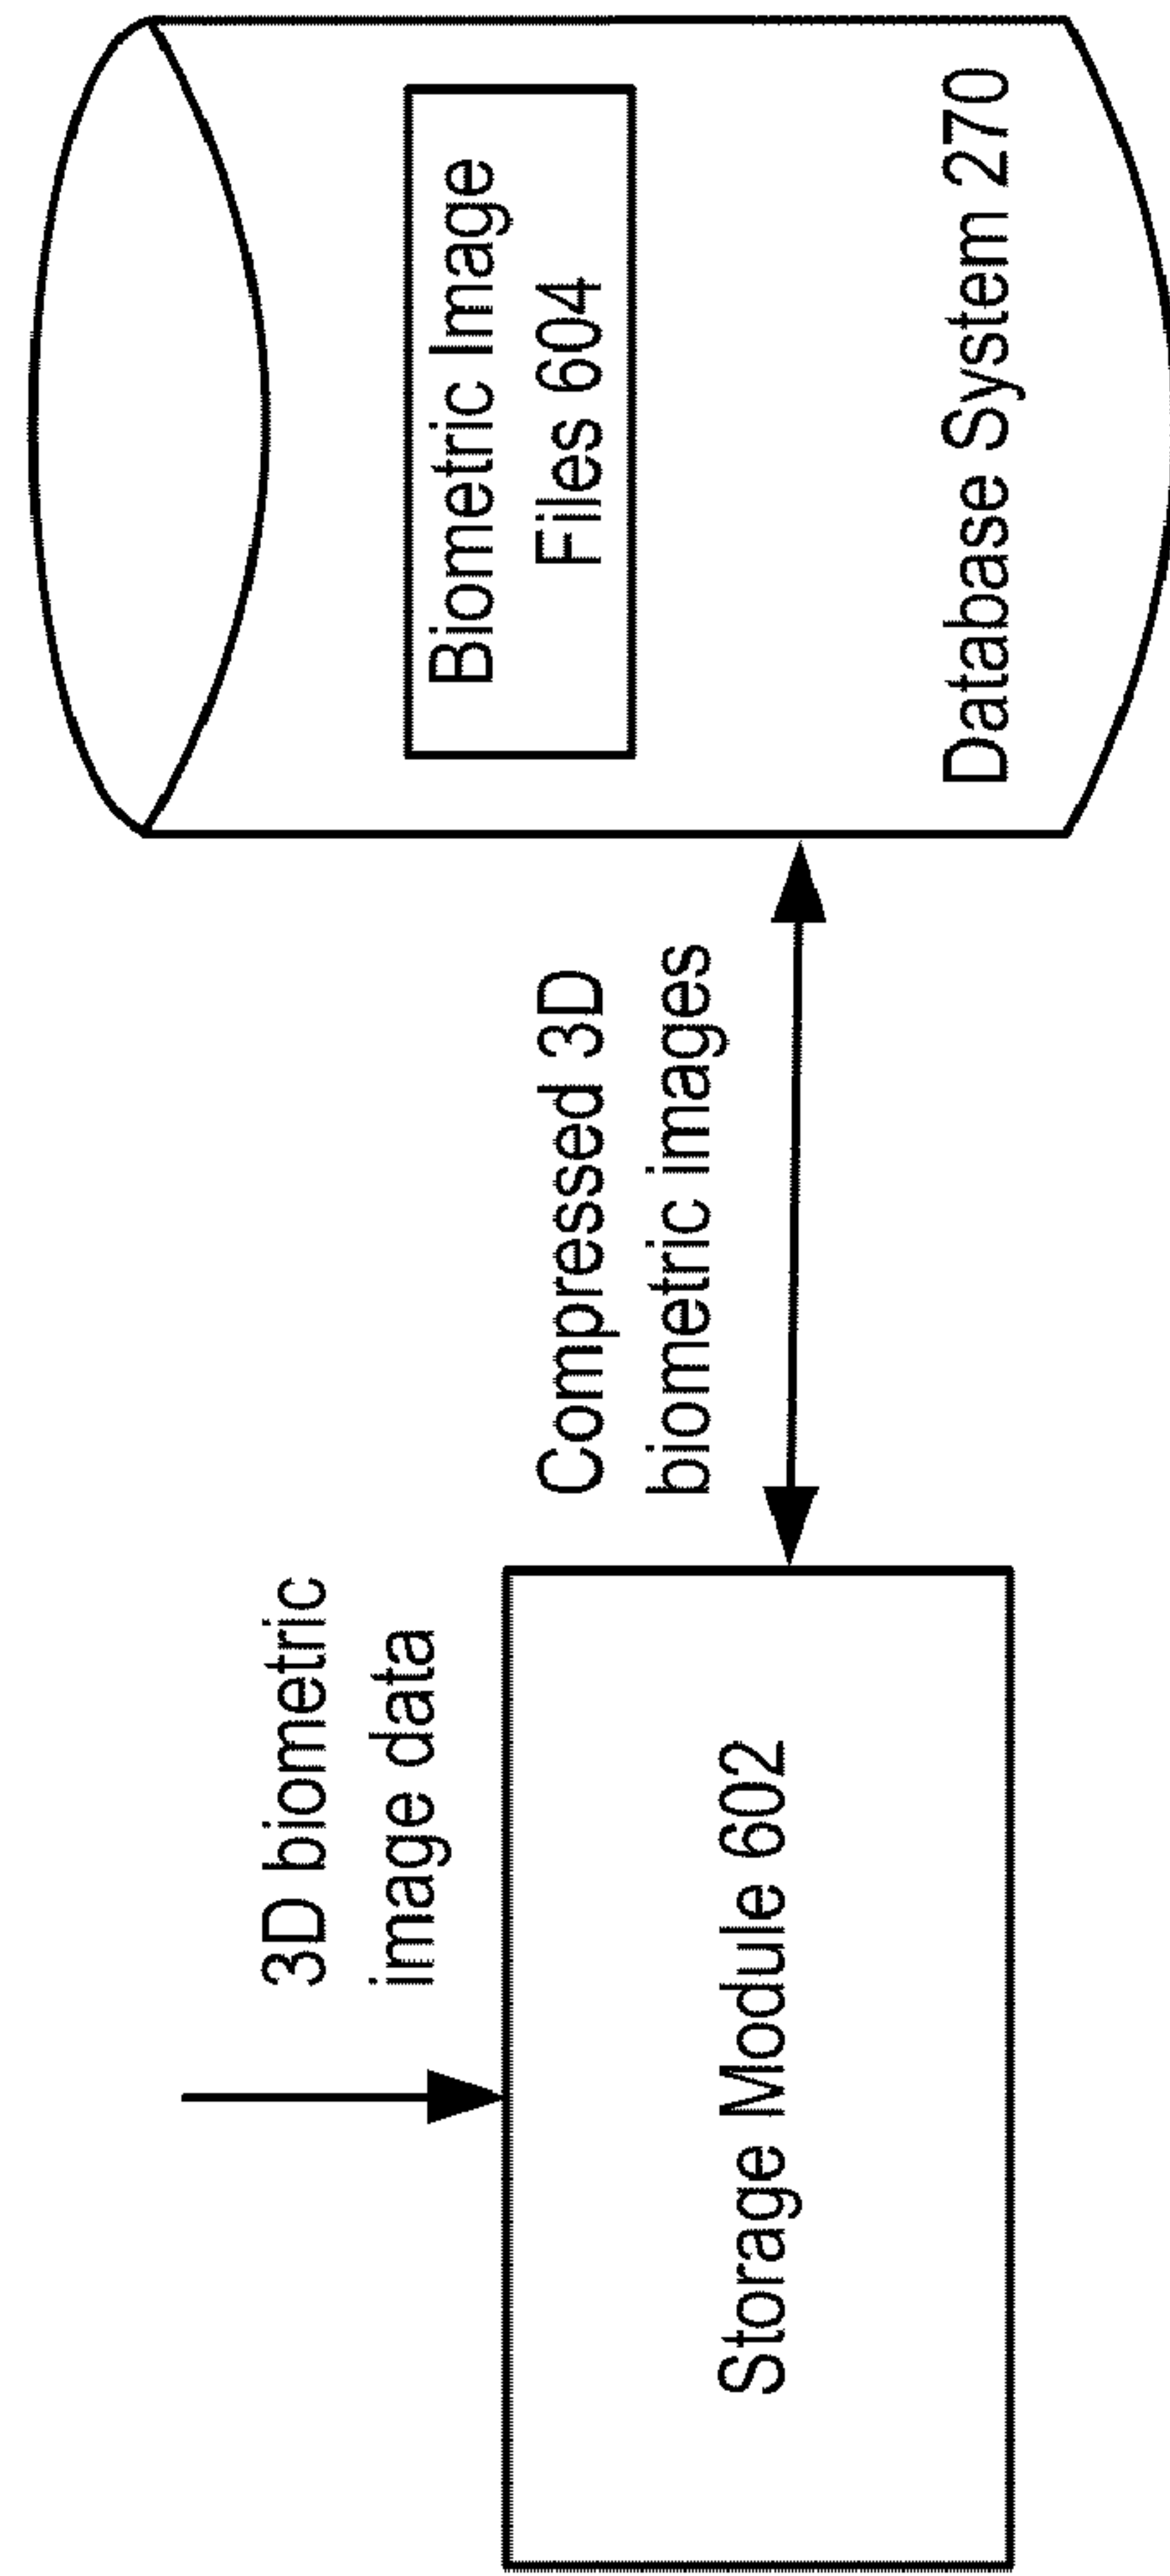 3D biometric
image data
Storage Module 602
Compressed 3D
biometric images
Biometric Image
Files 604
Database System 270